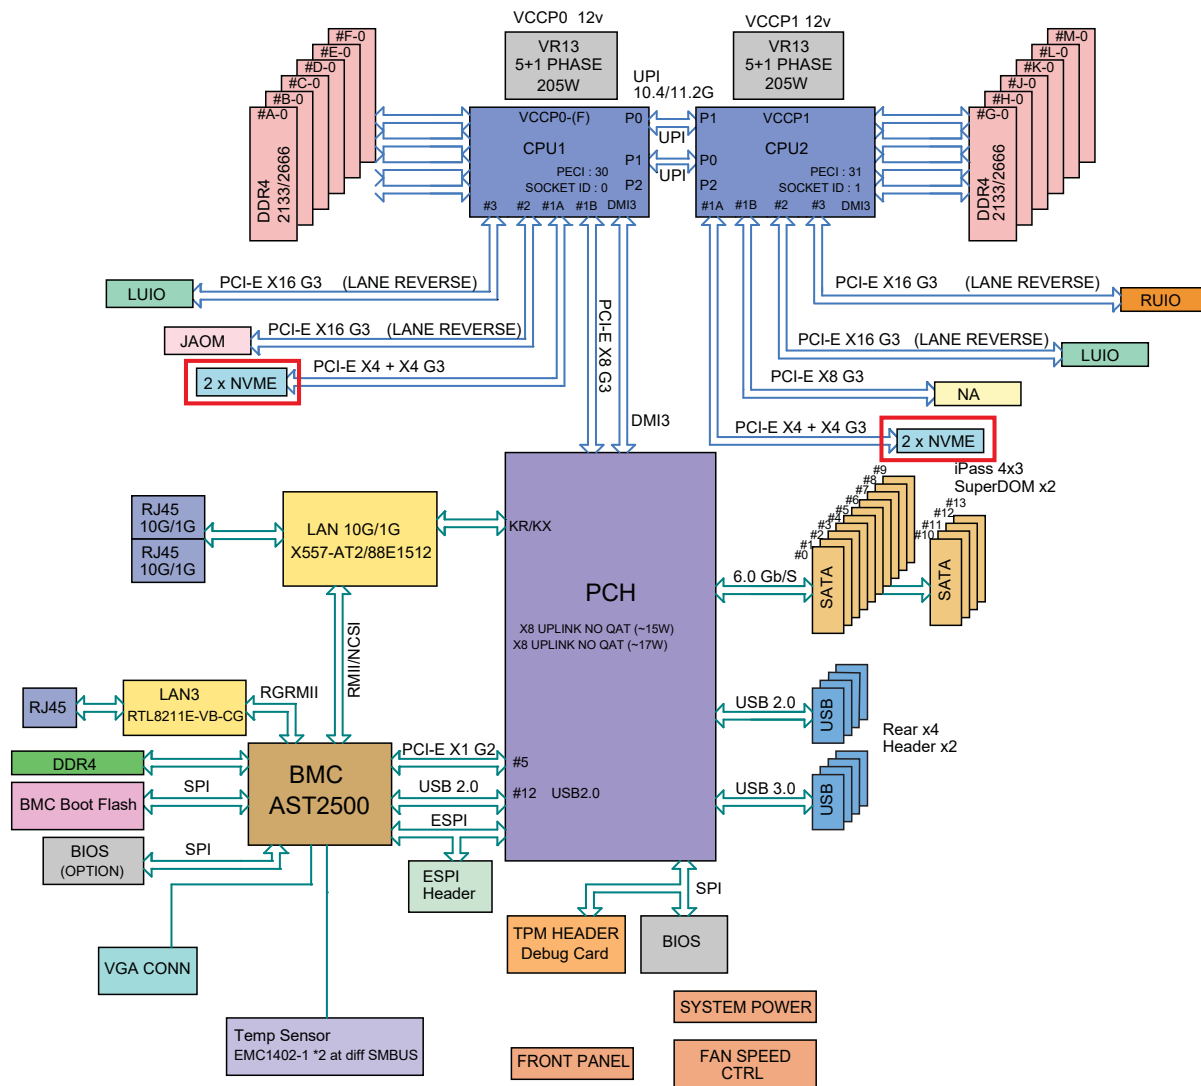 VCCP0 12v
VCCP1 12v
VR13
5+1 PHASE
205W
VR13
5+1 PHASE
205W
#F-0
#E-0
#D-0
#C-0
#B-0
#A-0
DDR4
2133/2666
#M-0
#L-0
#K-0
#J-0
#H-0
#G-0
DDR4
2133/2666
UPI
10.4/11.2G
VCCP0-(F)
P0
CPU1
P1
PECI : 30
SOCKET ID : 0
P2
#3
#2
#1A
#1B
DMI3
UPI
UPI
P1
VCCP1
CPU2
P0
PECI : 31
P2
SOCKET ID : 1
#1A
#1B
#2
#3
DMI3
PCI-E X16 G3 (LANE REVERSE)
LUIO
PCI-E X16 G3 (LANE REVERSE)
JAOM
PCI-E X4 + X4 G3
2 x NVME
PCI-E X8 G3
DMI3
PCI-E X16 G3 (LANE REVERSE)
RUIO
PCI-E X16 G3 (LANE REVERSE)
LUIO
PCI-E X8 G3
NA
PCI-E X4 + X4 G3
2 x NVME
iPass 4x3
SuperDOM x2
#9
#8
#7
#6
#5
#4
#3
#2
#1
#0
SATA
#13
#12
#11
#10
SATA
6.0 Gb/S
RJ45
10G/1G
RJ45
10G/1G
LAN 10G/1G
X557-AT2/88E1512
KR/KX
PCH
X8 UPLINK NO QAT (~15W)
X8 UPLINK NO QAT (~17W)
RMII/NCSI
RJ45
LAN3
RTL8211E-VB-CG
RGRMII
USB 2.0
USB
Rear x4
Header x2
USB 3.0
USB
DDR4
BMC Boot Flash
SPI
BIOS
(OPTION)
SPI
BMC
AST2500
PCI-E X1 G2
#5
USB 2.0
#12 USB2.0
ESPI
ESPI
Header
SPI
TPM HEADER
Debug Card
BIOS
VGA CONN
Temp Sensor
EMC1402-1 *2 at diff SMBUS
SYSTEM POWER
FRONT PANEL
FAN SPEED
CTRL